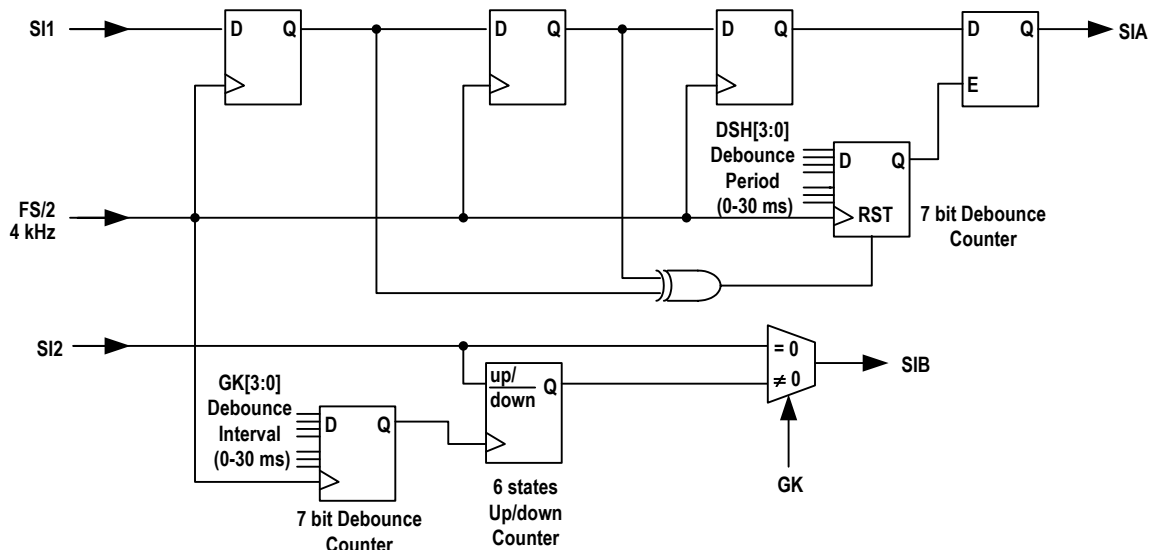 SI1
D Q
D Q
D Q
D Q
E
SIA
DSH[3:0]
Debounce
Period
(0-30 ms)
D Q
RST
7 bit Debounce
Counter
FS/2
4 kHz
SI2
= 0
≠ 0
SIB
GK
up/
down
Q
6 states
Up/down
Counter
GK[3:0]
Debounce
Interval
(0-30 ms)
D Q
7 bit Debounce
Counter